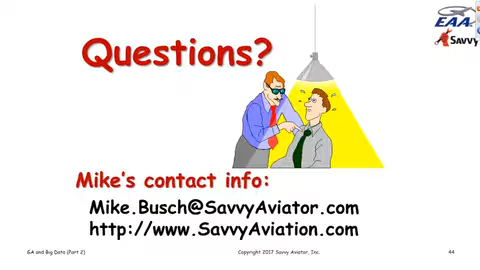 EAA
SAVVY
Questions?
Mike's contact info:
Mike.Busch@SavvyAviator.com
http://www.SavvyAviation.com
GA and Big Data (Part 2)
Copyright 2017 Savvy Aviator, Inc.
44